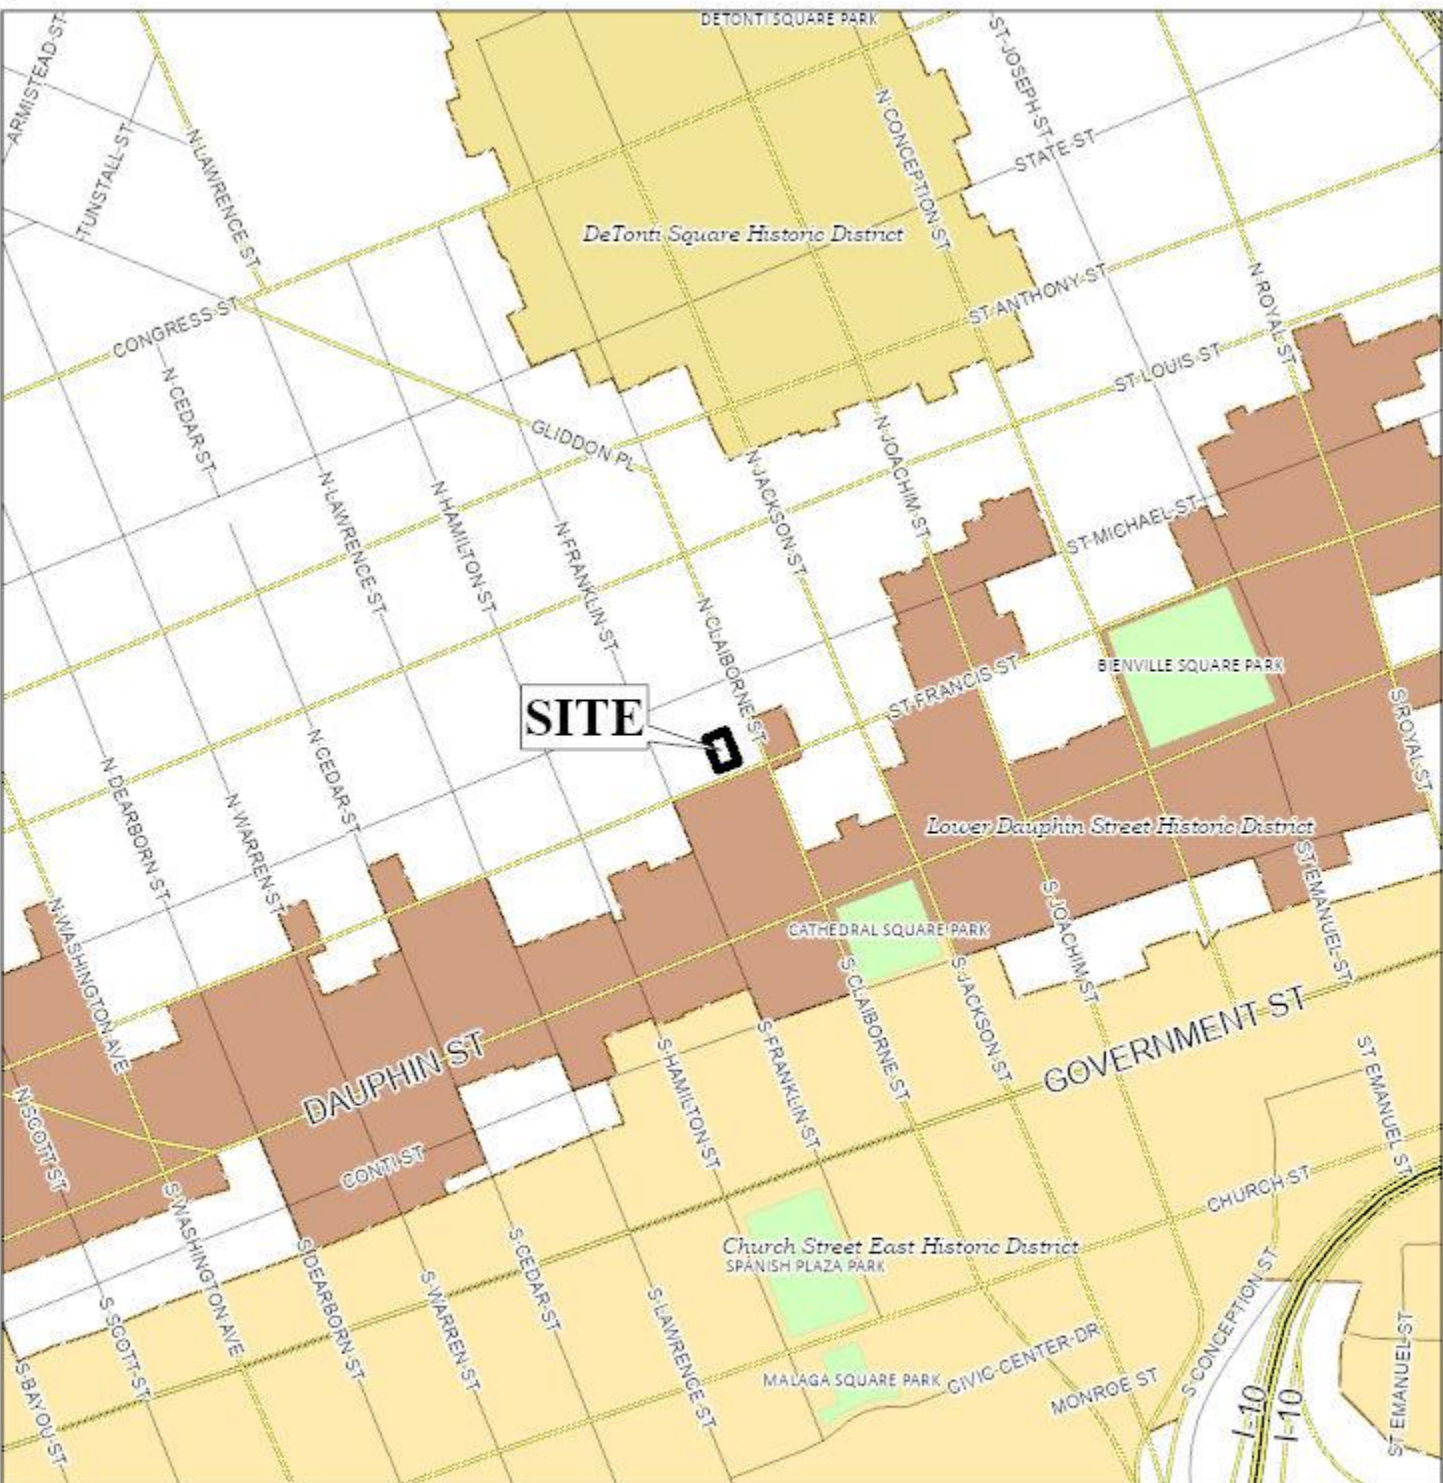 DETONTI SQUARE PARK
ARMISTEAD ST
TUNSTALL ST
N LAWRENCE ST
N CONCEPTION ST
ST JOSEPH ST
STATE ST
DeTonti Square Historic District
CONGRESS ST
ST ANTHONY ST
N ROYAL ST
ST LOUIS ST
N CEDAR ST
GLIDDON PL
N LAWRENCE ST
N HAMILTON ST
N FRANKLIN ST
N JACKSON ST
N JOACHIM ST
ST MICHAEL ST
N CLAIBORNE ST
BIENVILLE SQUARE PARK
ST FRANCIS ST
SITE
S ROYAL ST
N DEARBORN ST
N WARREN ST
N CEDAR ST
Lower Dauphin Street Historic District
N WASHINGTON AVE
CATHEDRAL SQUARE PARK
S JOACHIM ST
ST EMANUEL ST
S CLAIBORNE ST
S JACKSON ST
DAUPHIN ST
GOVERNMENT ST
S HAMILTON ST
S FRANKLIN ST
ST EMANUEL ST
N SCOTT ST
CONTI ST
CHURCH ST
S WASHINGTON AVE
S DEARBORN ST
S WARREN ST
S CEDAR ST
S LAWRENCE ST
Church Street East Historic District
SPANISH PLAZA PARK
S CONCEPTION ST
S SCOTT ST
S BAYOU ST
MALAGA SQUARE PARK
CIVIC CENTER DR
MONROE ST
I-10
I-10
ST EMANUEL ST